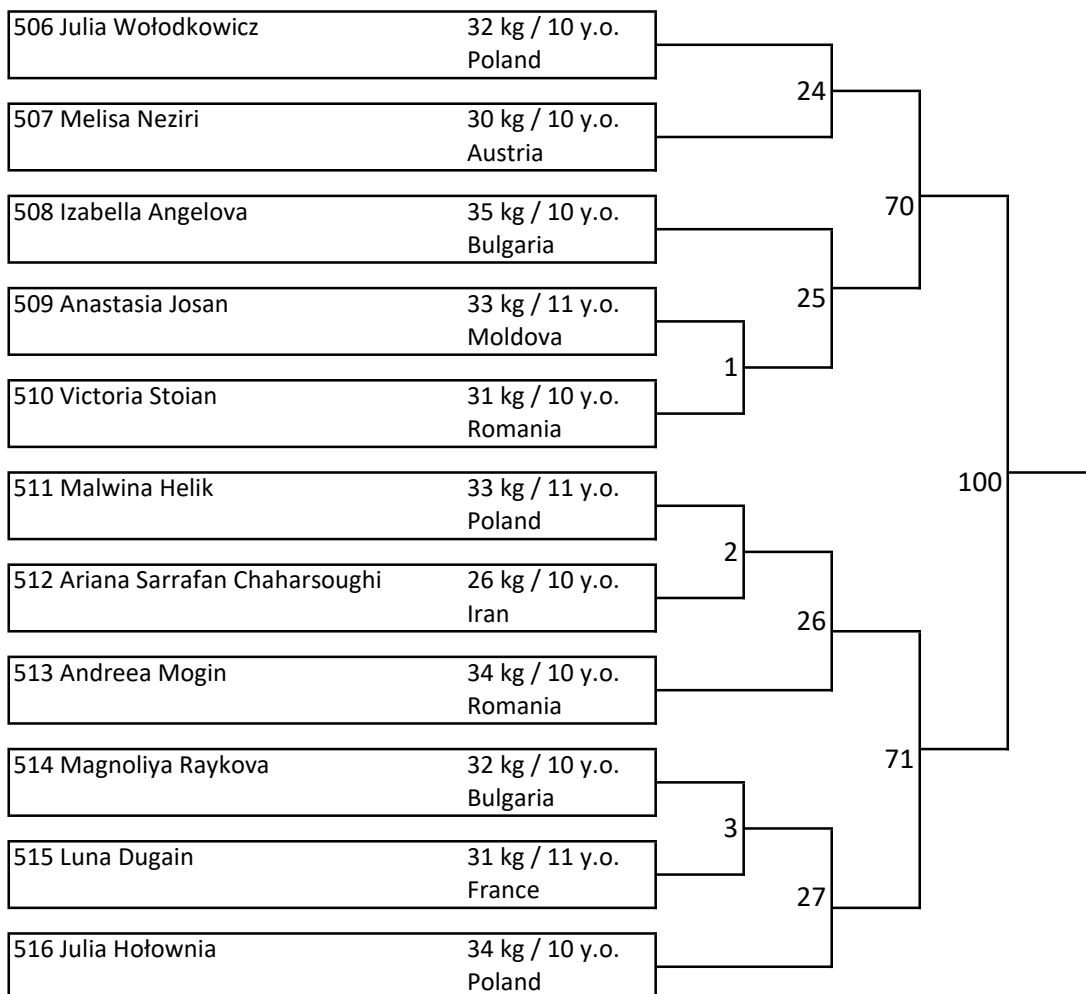 506 Julia Wołodkowicz 32 kg / 10 y.o.
Poland
24
507 Melisa Neziri 30 kg / 10 y.o.
Austria
508 Izabella Angelova 35 kg / 10 y.o.
70
Bulgaria
509 Anastasia Josan 33 kg / 11 y.o.
25
Moldova
1
510 Victoria Stoian 31 kg / 10 y.o.
Romania
511 Malwina Helik 33 kg / 11 y.o.
100
Poland
2
512 Ariana Sarrafan Chaharsoughi 26 kg / 10 y.o.
Iran
26
513 Andreea Mogin 34 kg / 10 y.o.
Romania
71
514 Magnoliya Raykova 32 kg / 10 y.o.
Bulgaria
3
515 Luna Dugain 31 kg / 11 y.o.
France
27
516 Julia Hołownia 34 kg / 10 y.o.
Poland